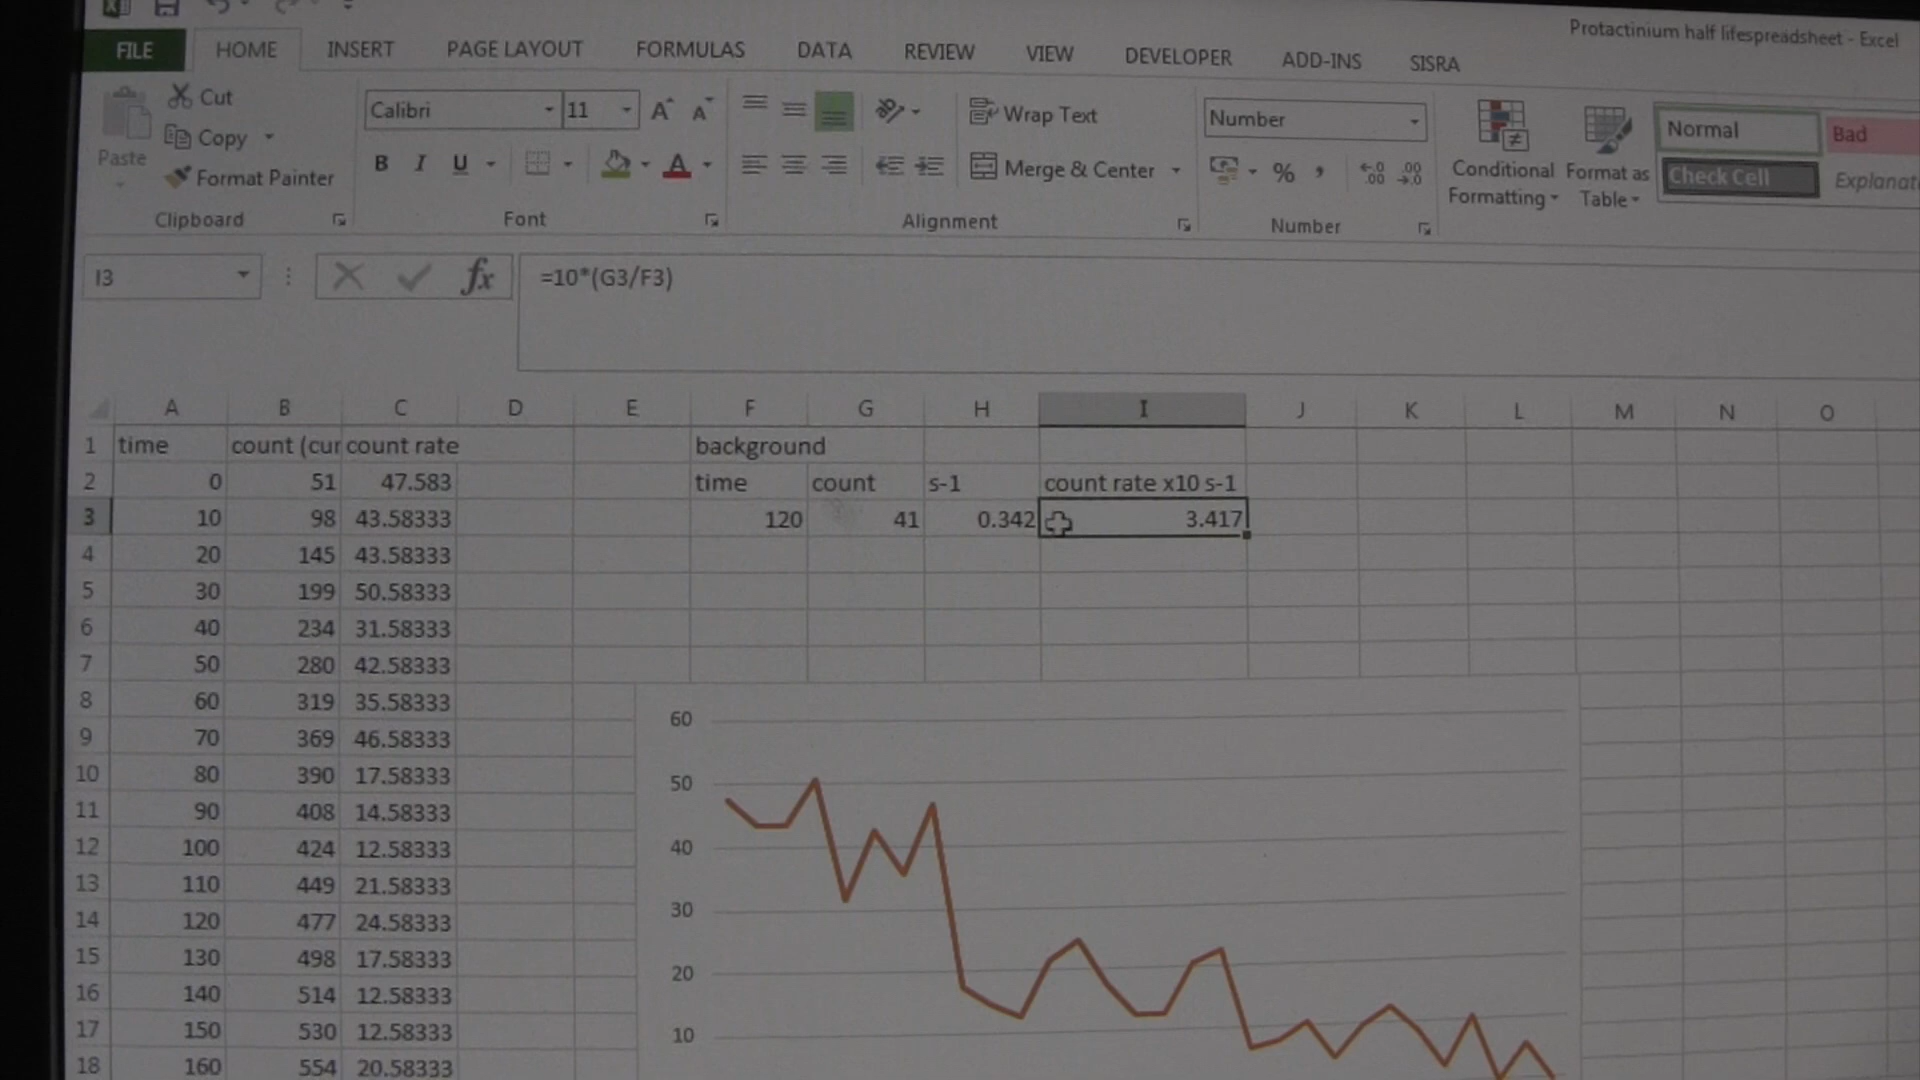 Protactinium half lifespreadsheet - Excel
FILE HOME INSERT PAGE LAYOUT FORMULAS DATA REVIEW VIEW DEVELOPER ADD-INS SISRA
Cut
Copy
Format Painter
Paste
Clipboard
Calibri 11
B I U A
Font
Wrap Text
Merge & Center
Alignment
Number
% ,
Number
Conditional Formatting
Format as Table
Normal Bad
Check Cell Explanat
I3 fx =10*(G3/F3)
A B C D E F G H I J K L M N O
1 time count (cur count rate background
2 0 51 47.583 time count s-1 count rate x10 s-1
3 10 98 43.58333 120 41 0.342 3.417
4 20 145 43.58333
5 30 199 50.58333
6 40 234 31.58333
7 50 280 42.58333
8 60 319 35.58333
9 70 369 46.58333
10 80 390 17.58333
11 90 408 14.58333
12 100 424 12.58333
13 110 449 21.58333
14 120 477 24.58333
15 130 498 17.58333
16 140 514 12.58333
17 150 530 12.58333
18 160 554 20.58333
60
50
40
30
20
10